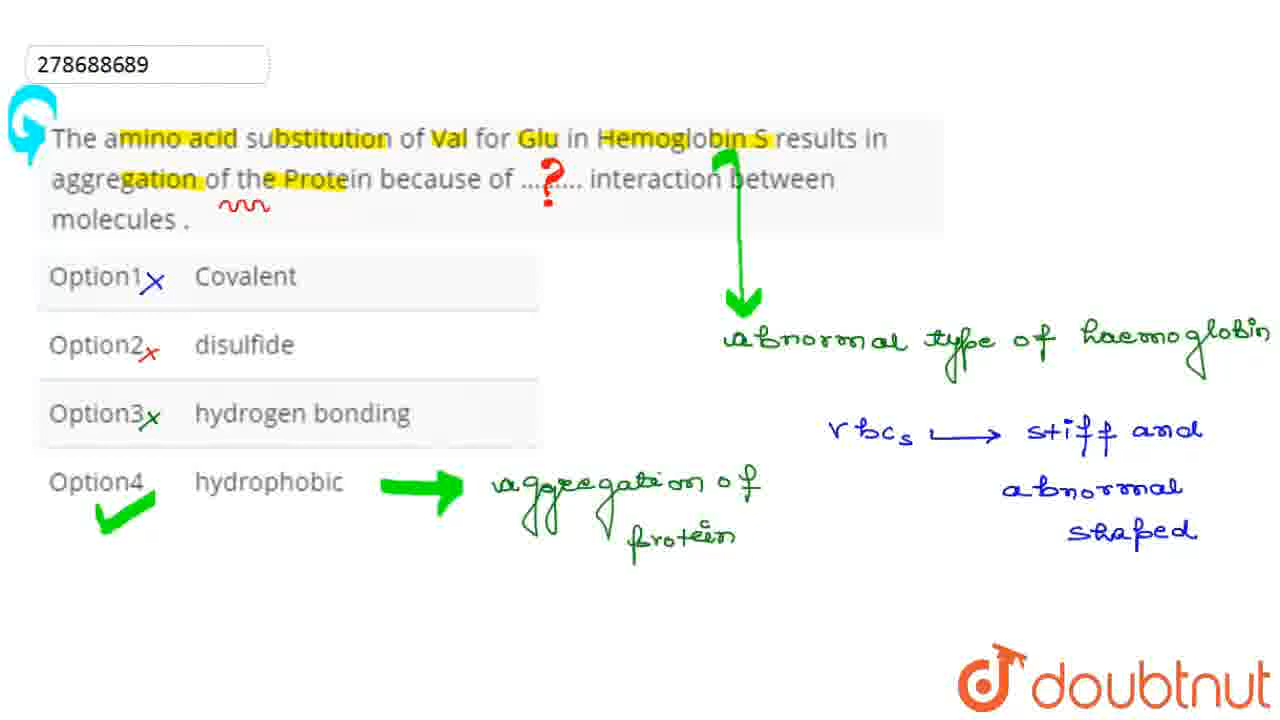 278688689
The amino acid substitution of Val for Glu in Hemoglobin S results in
aggregation of the Protein because of ......... interaction between
?
molecules .
Option1 × Covalent
Option2 × disulfide
Option3 × hydrogen bonding
Option4 hydrophobic
abnormal type of haemoglobin
rbcs → stiff and
abnormal
shaped
aggregation of
protein
doubtnut